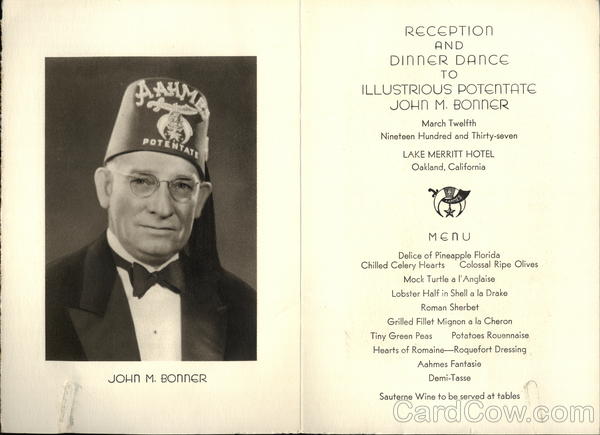 AAHMES
POTENTATE
JOHN M. BONNER
RECEPTION
AND
DINNER DANCE
TO
ILLUSTRIOUS POTENTATE
JOHN M. BONNER
March Twelfth
Nineteen Hundred and Thirty-seven
LAKE MERRITT HOTEL
Oakland, California
MENU
Delice of Pineapple Florida
Chilled Celery Hearts Colossal Ripe Olives
Mock Turtle a l'Anglaise
Lobster Half in Shell a la Drake
Roman Sherbet
Grilled Fillet Mignon a la Cheron
Tiny Green Peas Potatoes Rouennaise
Hearts of Romaine—Roquefort Dressing
Aahmes Fantasie
Demi-Tasse
Sauterne Wine to be served at tables
CardCow.com